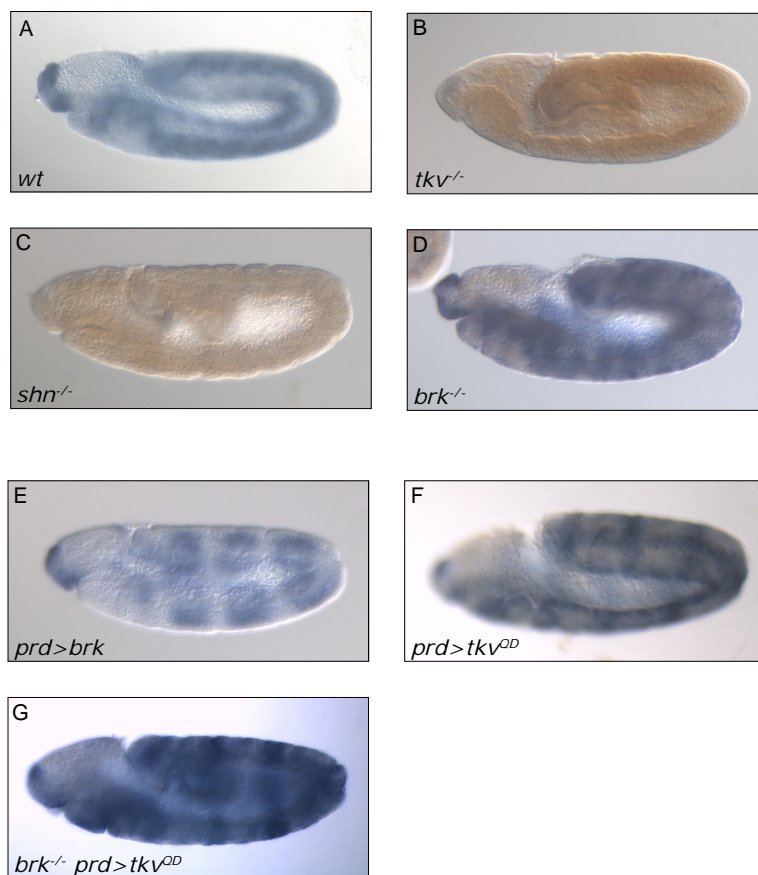 A
wt
B
tkv-/-
C
shn-/-
D
brk-/-
E
prd>brk
F
prd>tkvQD
G
brk-/- prd>tkvQD